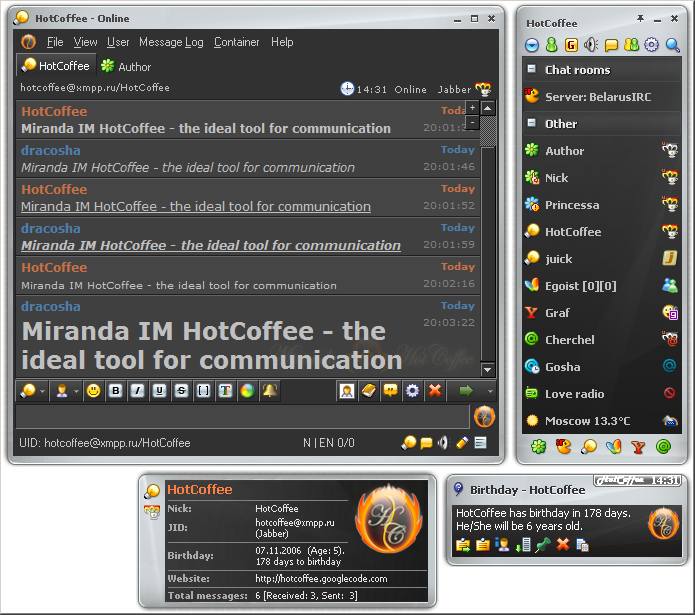 HotCoffee - Online
File View User Message Log Container Help
HotCoffee Author
hotcoffee@xmpp.ru/HotCoffee 14:31 Online Jabber
HotCoffee Today
Miranda IM HotCoffee - the ideal tool for communication
dracosha Today
Miranda IM HotCoffee - the ideal tool for communication 20:01:46
HotCoffee Today
Miranda IM HotCoffee - the ideal tool for communication 20:01:52
dracosha Today
Miranda IM HotCoffee - the ideal tool for communication 20:01:59
HotCoffee Today
Miranda IM HotCoffee - the ideal tool for communication 20:02:16
dracosha Today
Miranda IM HotCoffee - the 20:03:22
ideal tool for communication
UID: hotcoffee@xmpp.ru/HotCoffee N | EN 0/0
HotCoffee
Chat rooms
Server: BelarusIRC
Other
Author
Nick
Princessa
HotCoffee
juick
Egoist [0][0]
Graf
Cherchel
Gosha
Love radio
Moscow 13.3°C
HotCoffee
Nick: HotCoffee
JID: hotcoffee@xmpp.ru
(Jabber)
Birthday: 07.11.2006 (Age: 5).
178 days to birthday
Website: http://hotcoffee.googlecode.com
Total messages: 6 [Received: 3, Sent: 3]
HotCoffee 14:31
Birthday - HotCoffee
HotCoffee has birthday in 178 days.
He/She will be 6 years old.